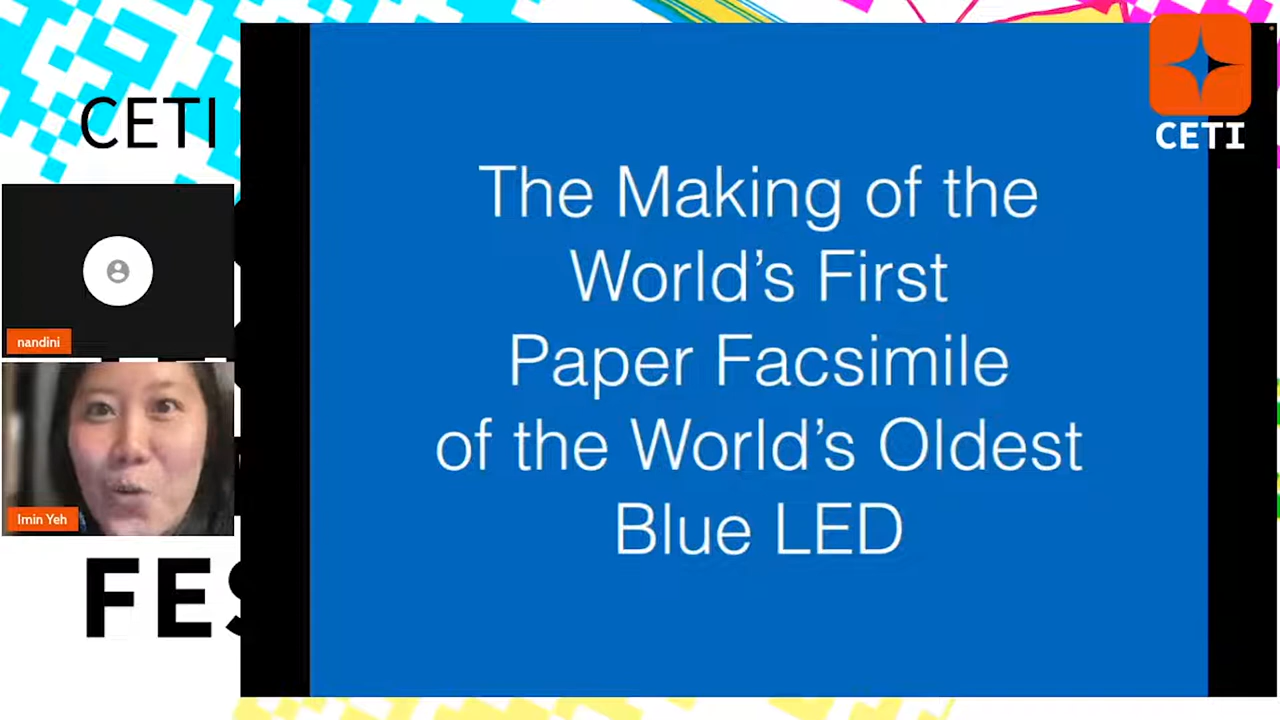 CETI
nandini
Imin Yeh
FES
The Making of the
World’s First
Paper Facsimile
of the World’s Oldest
Blue LED
CETI